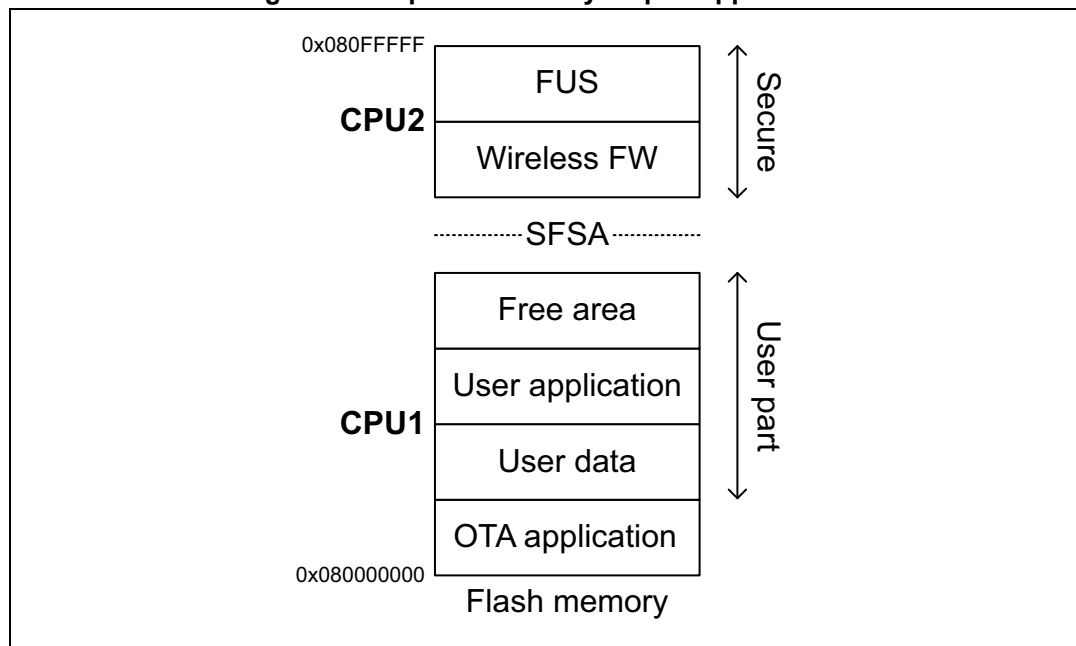 0x080FFFFF
FUS
CPU2
Wireless FW
Secure
SFSA
Free area
User application
CPU1
User data
User part
OTA application
0x080000000
Flash memory